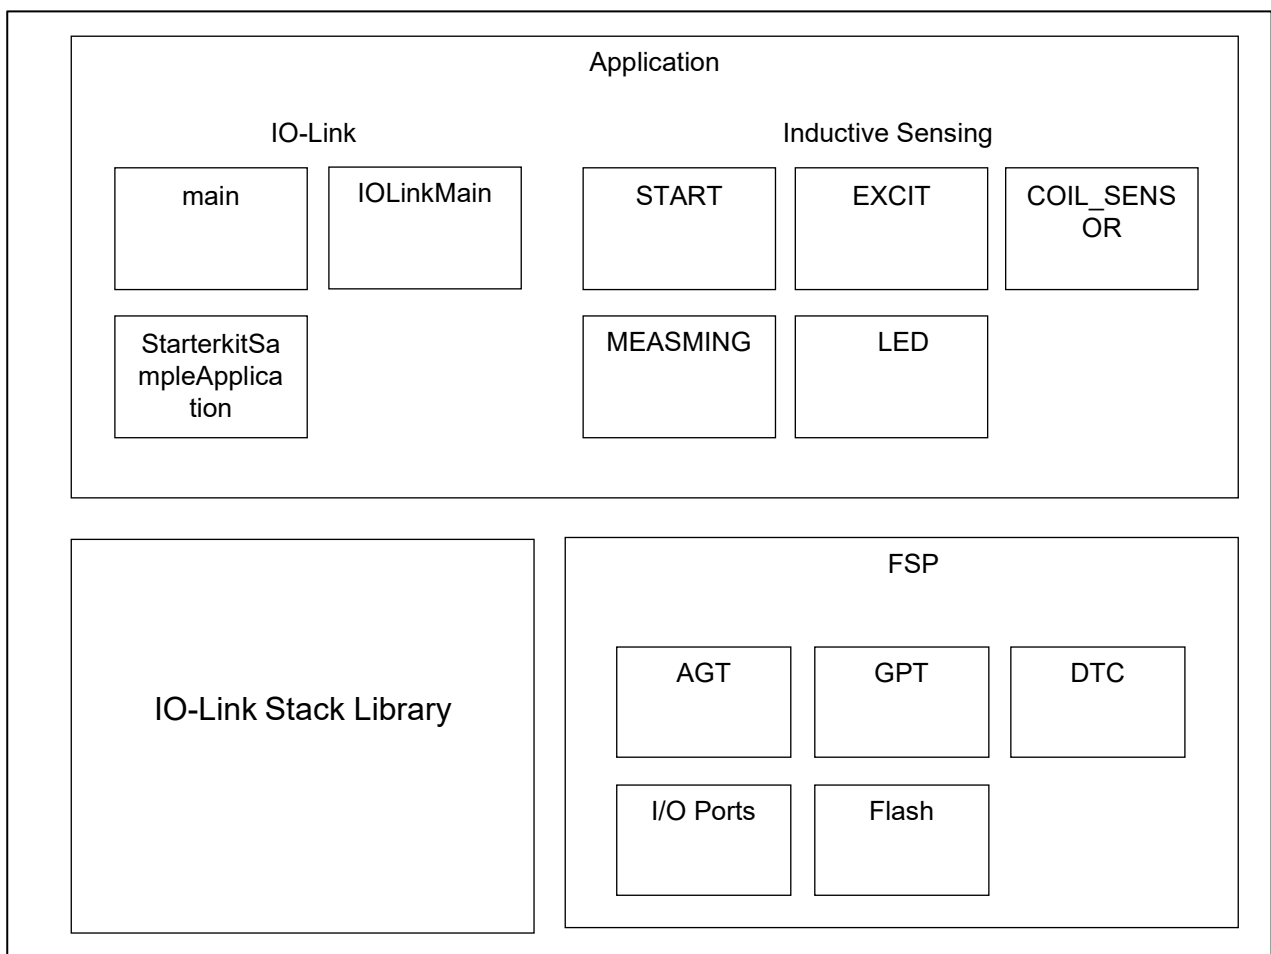 Application
IO-Link
Inductive Sensing
main
IOLinkMain
START
EXCIT
COIL_SENS
OR
StarterkitSa
mpleApplica
tion
MEASMING
LED
IO-Link Stack Library
FSP
AGT
GPT
DTC
I/O Ports
Flash